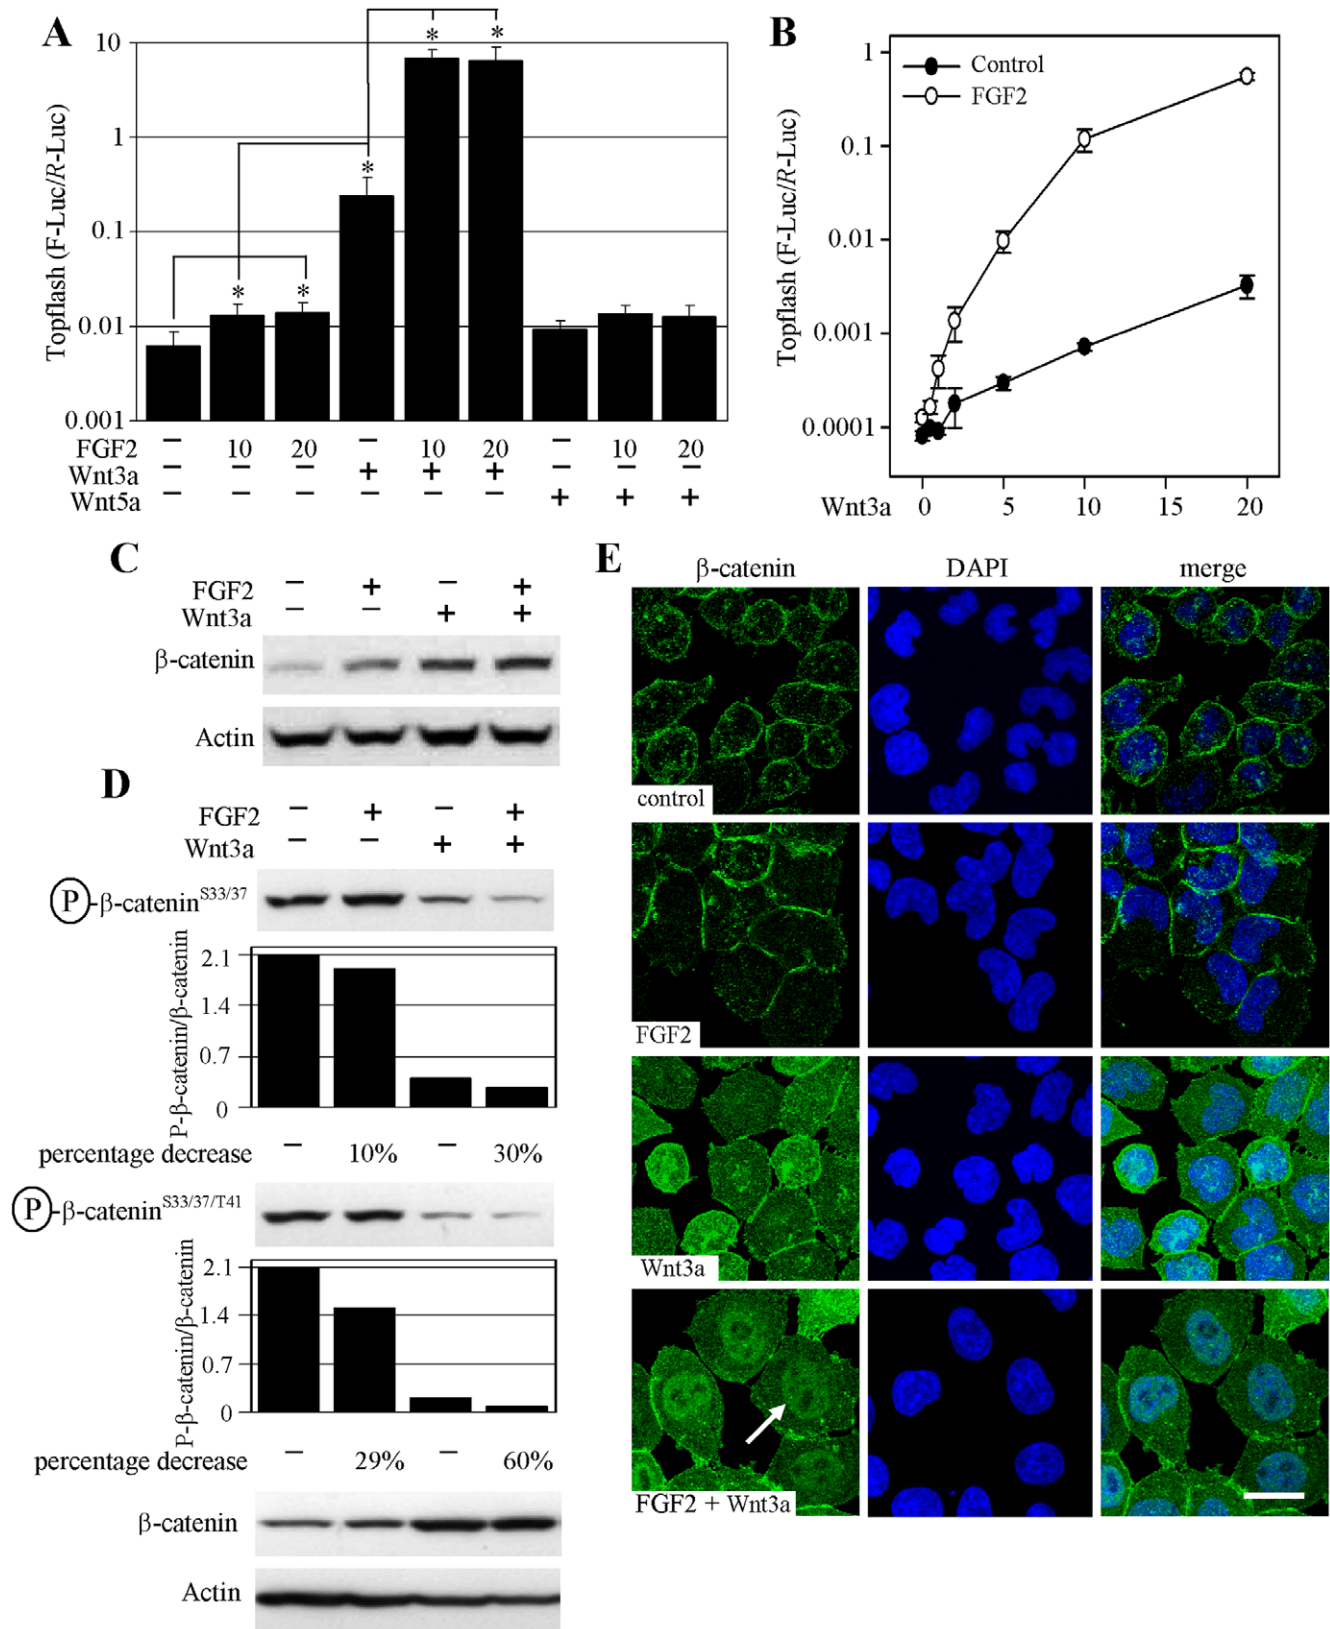 A
Topflash (F-Luc/R-Luc)
10
1
0.1
0.01
0.001
* * * * *
FGF2 – 10 20 – 10 20 – 10 20
Wnt3a – – – + + + – – –
Wnt5a – – – – – – + + +
B
Topflash (F-Luc/R-Luc)
Control
FGF2
1
0.1
0.01
0.001
0.0001
Wnt3a 0 5 10 15 20
C
FGF2 – + – +
Wnt3a – – + +
β-catenin
Actin
D
FGF2 – + – +
Wnt3a – – + +
P-β-catenin S33/37
P-β-catenin/β-catenin
2.1
1.4
0.7
0
percentage decrease – 10% – 30%
P-β-catenin S33/37/T41
P-β-catenin/β-catenin
2.1
1.4
0.7
0
percentage decrease – 29% – 60%
β-catenin
Actin
E
β-catenin DAPI merge
control
FGF2
Wnt3a
FGF2 + Wnt3a